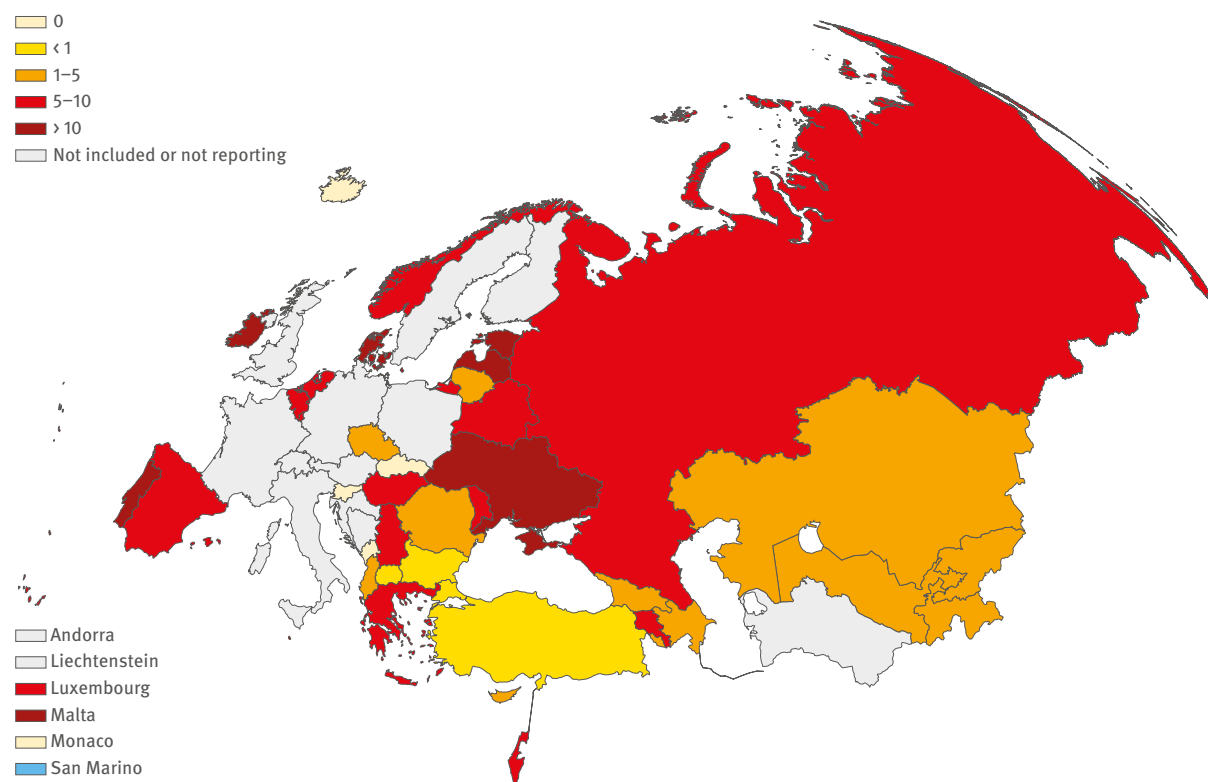 0
< 1
1–5
5–10
> 10
Not included or not reporting
Andorra
Liechtenstein
Luxembourg
Malta
Monaco
San Marino